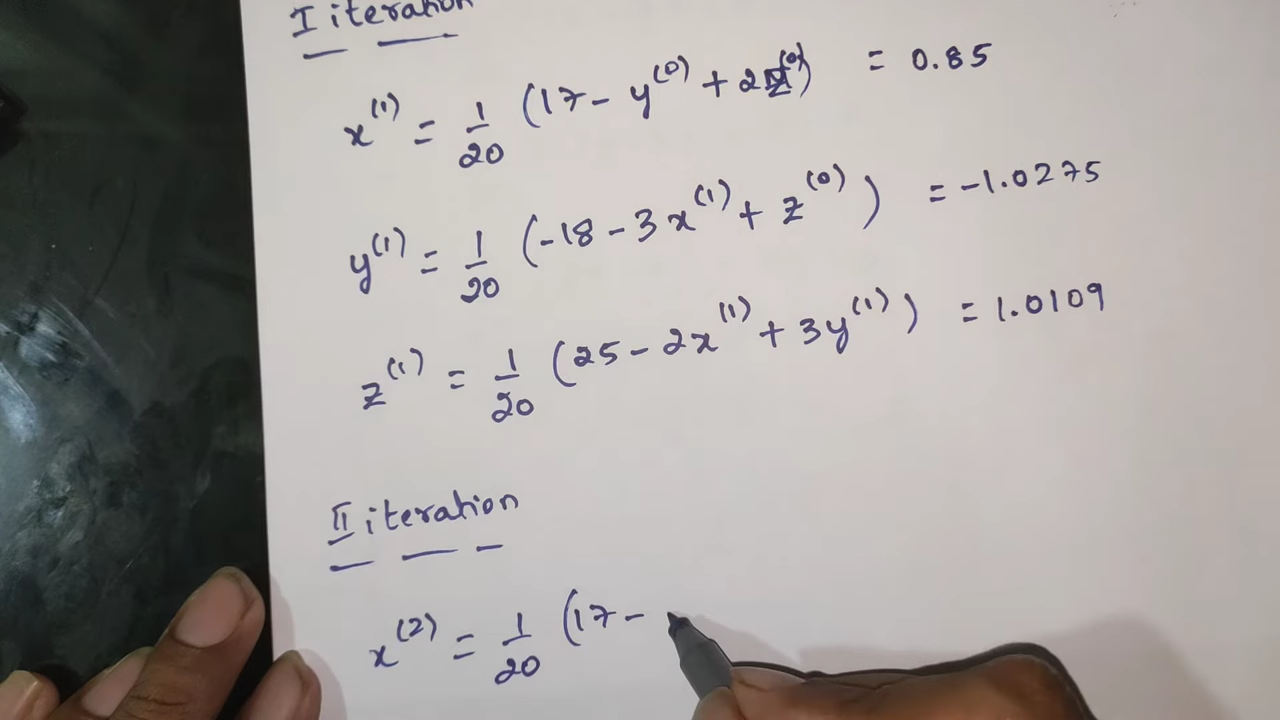 I iteration
x^(1) = 1/20 (17 - y^(0) + 2z^(0)) = 0.85
y^(1) = 1/20 (-18 - 3x^(1) + z^(0)) = -1.0275
z^(1) = 1/20 (25 - 2x^(1) + 3y^(1)) = 1.0109
II iteration
x^(2) = 1/20 (17 -